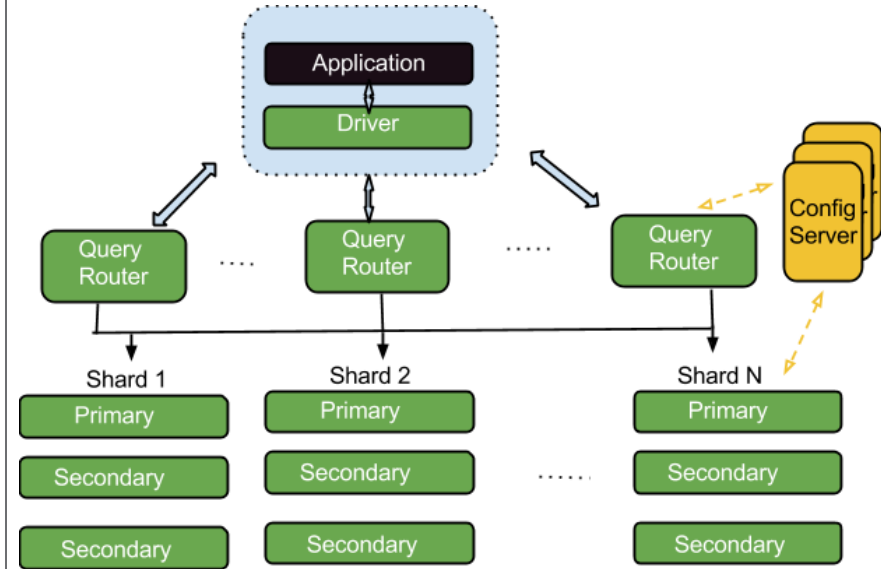 Application
Driver
Query
Router
.....
Query
Router
.....
Query
Router
Config
Server
Shard 1
Shard 2
Shard N
Primary
Primary
Primary
Secondary
Secondary
......
Secondary
Secondary
Secondary
Secondary